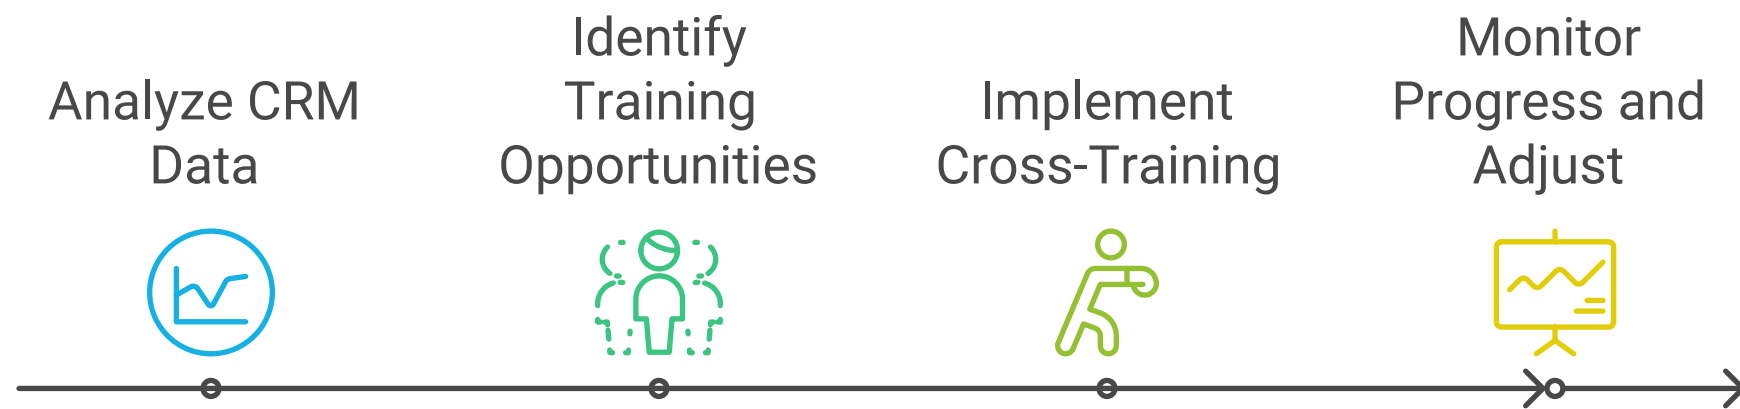 Analyze CRM
Data
Identify
Training
Opportunities
Implement
Cross-Training
Monitor
Progress and
Adjust